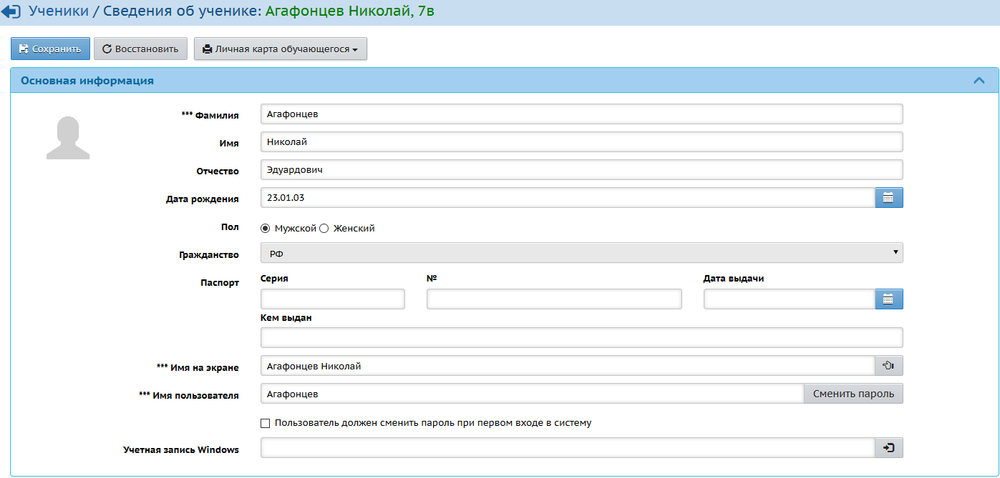 Ученики / Сведения об ученике: Агафонцев Николай, 7в
Сохранить Восстановить Личная карта обучающегося
Основная информация
*** Фамилия Агафонцев
Имя Николай
Отчество Эдуардович
Дата рождения 23.01.03
Пол Мужской Женский
Гражданство РФ
Паспорт Серия № Дата выдачи
Кем выдан
*** Имя на экране Агафонцев Николай
*** Имя пользователя Агафонцев Сменить пароль
Пользователь должен сменить пароль при первом входе в систему
Учетная запись Windows